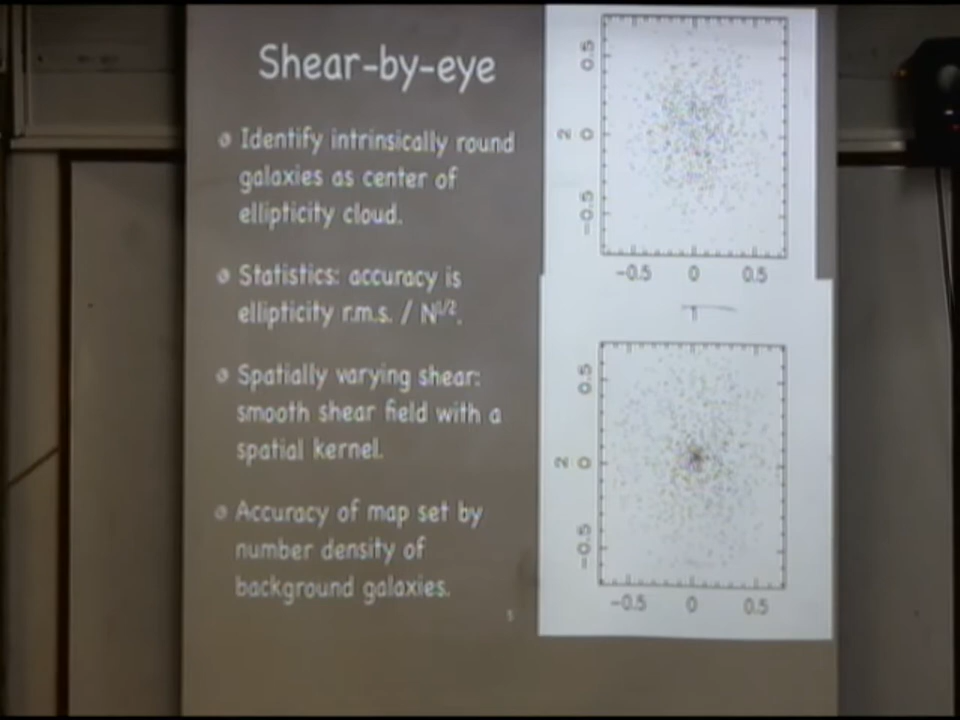 Shear-by-eye
Identify intrinsically round
galaxies as center of
ellipticity cloud.
Statistics: accuracy is
ellipticity r.m.s. / N^1/2.
Spatially varying shear:
smooth shear field with a
spatial kernel.
Accuracy of map set by
number density of
background galaxies.
0.5
0
-0.5
2
-0.5 0 0.5
1
0.5
0
-0.5
2
-0.5 0 0.5